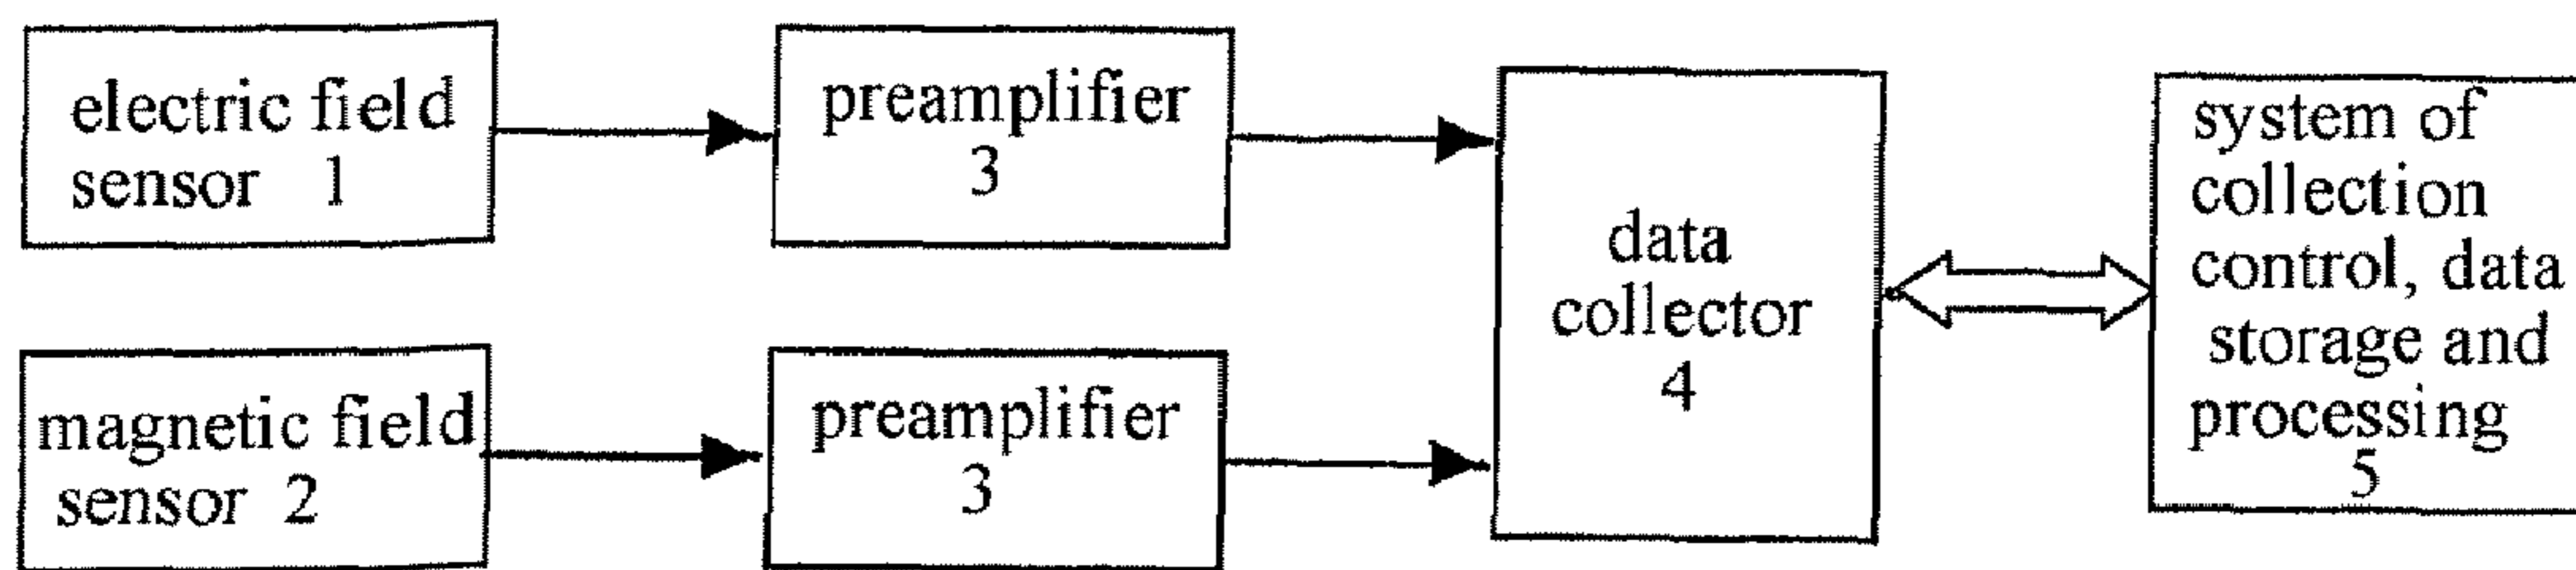 electric field
sensor 1
preamplifier
3
magnetic field
sensor 2
preamplifier
3
data
collector
4
system of
collection
control, data
storage and
processing
5